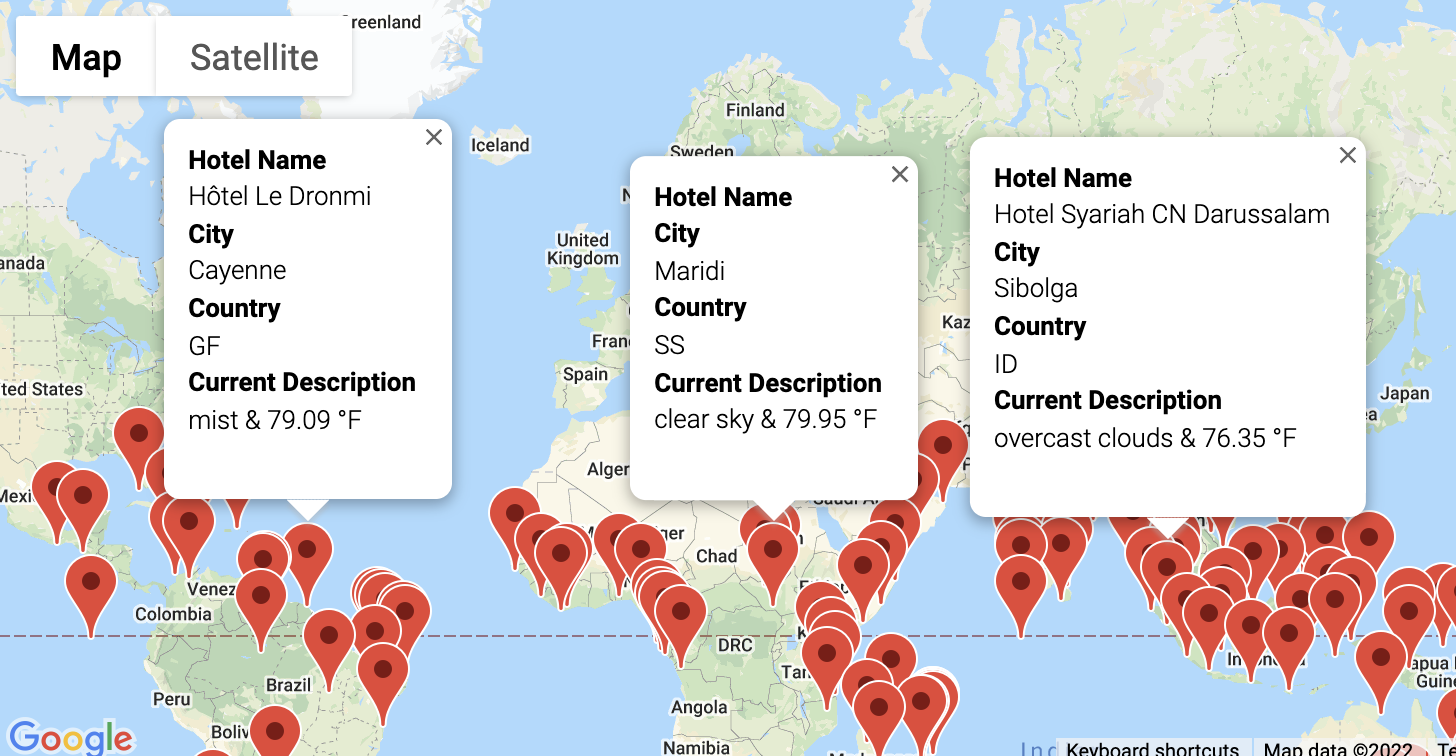 Greenland
Map
Satellite
Finland
Iceland
Sweden
Hotel Name
Hôtel Le Dronmi
City
Cayenne
Country
GF
Current Description
mist & 79.09 °F
Hotel Name
City
Maridi
Country
SS
Current Description
clear sky & 79.95 °F
Hotel Name
Hotel Syariah CN Darussalam
City
Sibolga
Country
ID
Current Description
overcast clouds & 76.35 °F
United
Kingdom
anada
Kaz
Fran
Spain
ted States
Japan
Mexi
Alger
Saudi Ar
ger
Chad
Venez
Colombia
DRC
Tan
Brazil
Peru
Angola
Boliv
Namibia
apua
Guine
Google
Keyboard shortcuts
Map data ©2022
Te